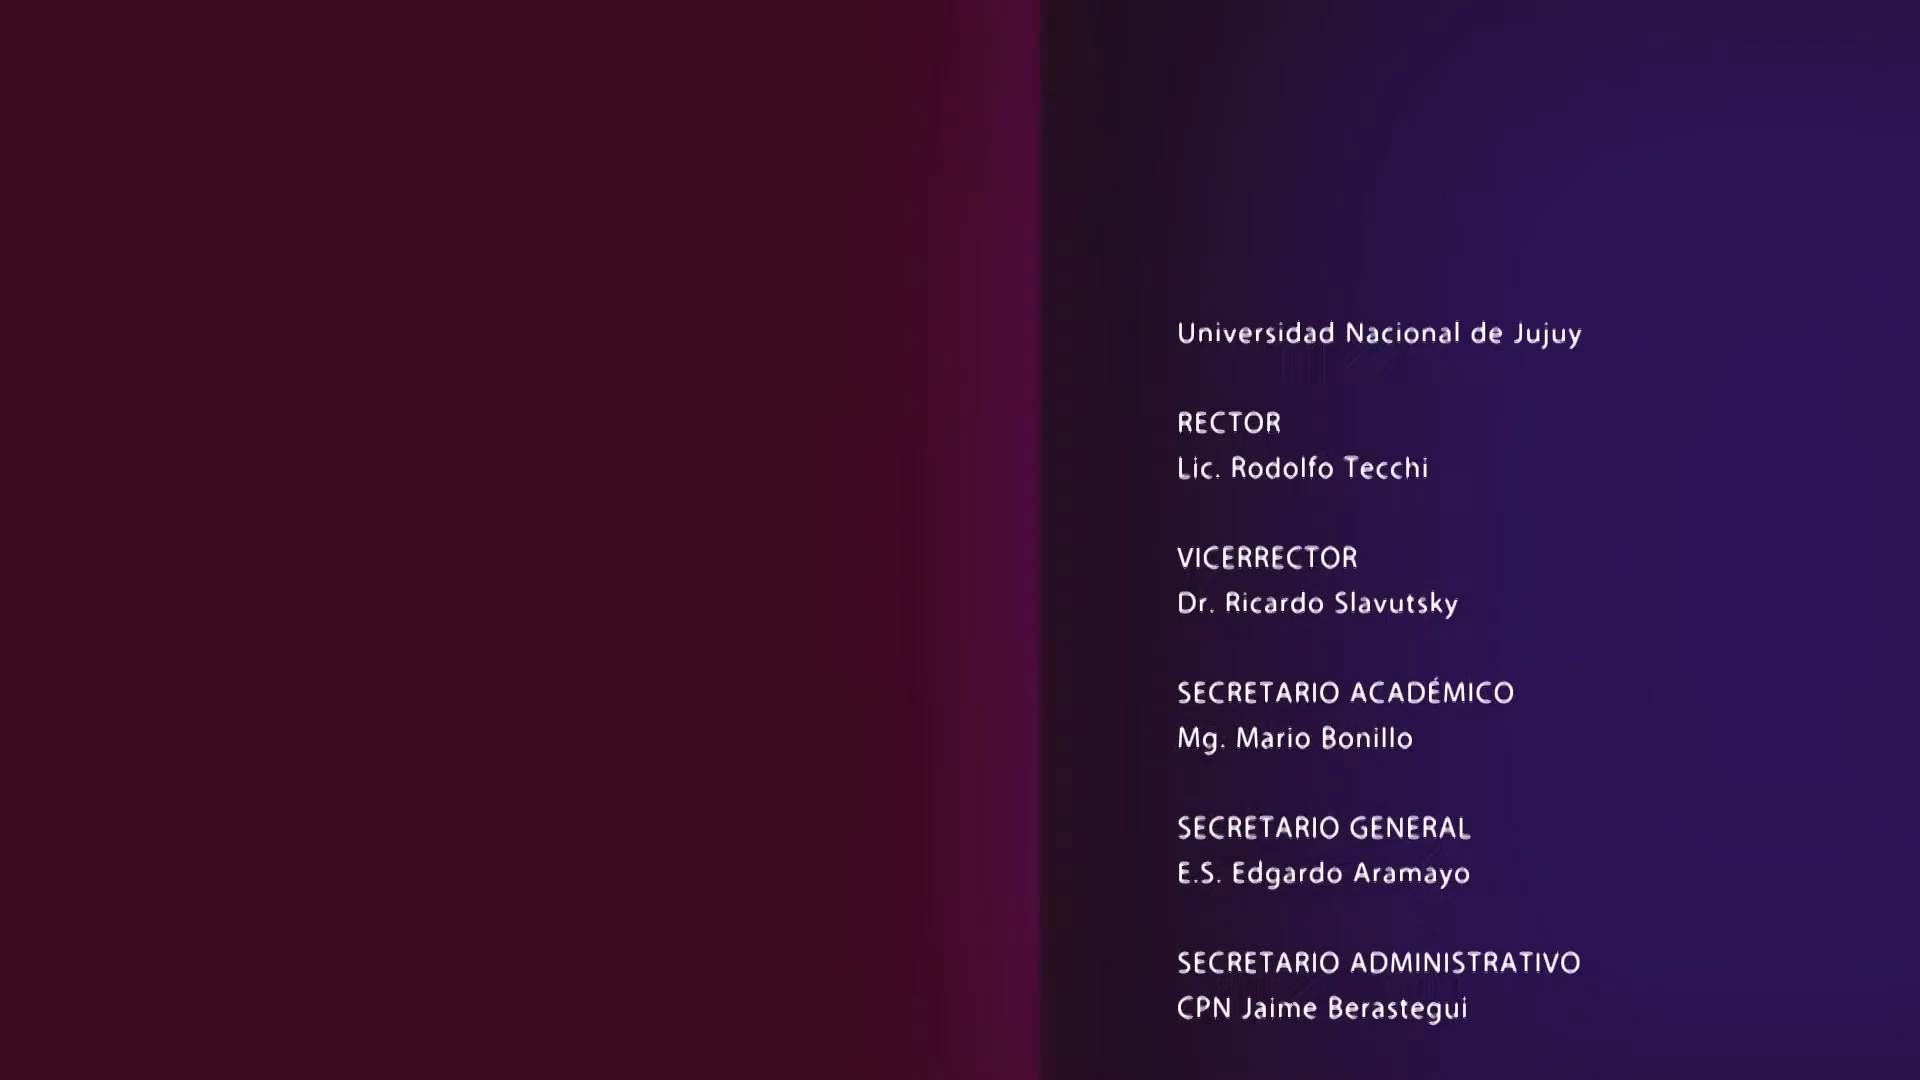 Universidad Nacional de Jujuy
RECTOR
Lic. Rodolfo Tecchi
VICERRECTOR
Dr. Ricardo Slavutsky
SECRETARIO ACADÉMICO
Mg. Mario Bonillo
SECRETARIO GENERAL
E.S. Edgardo Aramayo
SECRETARIO ADMINISTRATIVO
CPN Jaime Berastegui